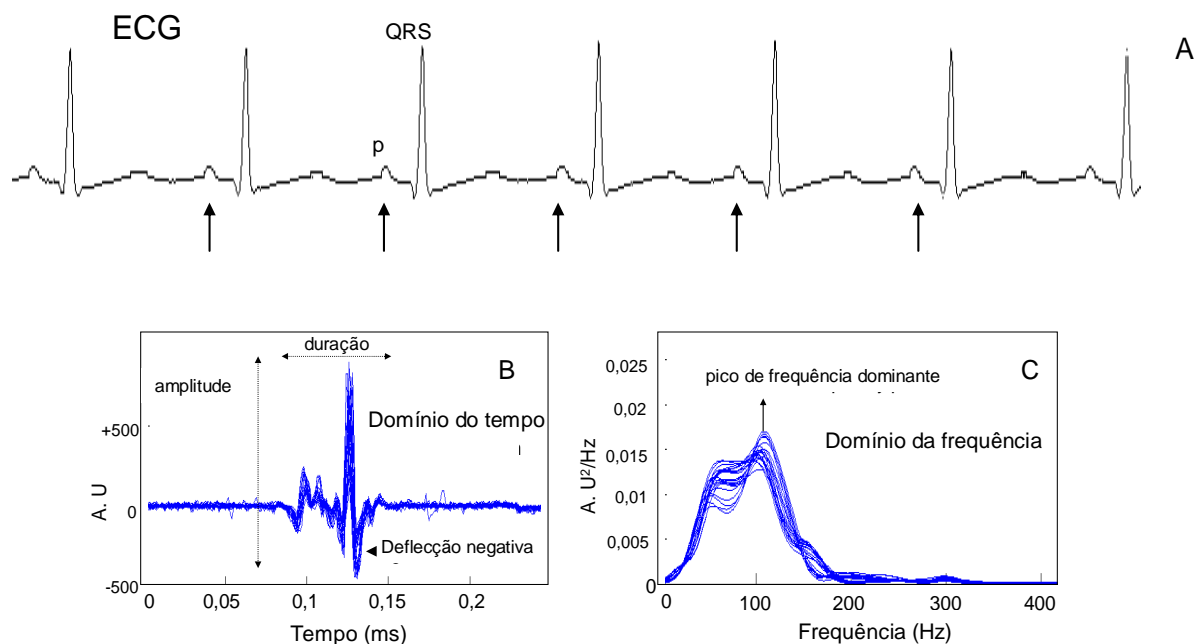 ECG
QRS
A
p
duração
B
amplitude
+500
Domínio do tempo
A. U
0
Deflecção negativa
-500
0 0,05 0,1 0,15 0,2
Tempo (ms)
0,025
C
pico de frequência dominante
0,02
Domínio da frequência
A. U²/Hz
0,015
0,01
0,005
0
0 100 200 300 400
Frequência (Hz)